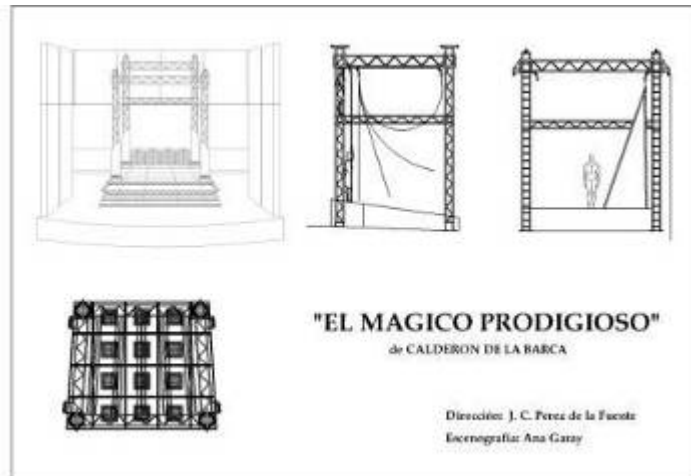 "EL MAGICO PRODIGIOSO"
de CALDERON DE LA BARCA
Dirección: J. C. Perez de la Fuente
Escenografía: Ana Garay